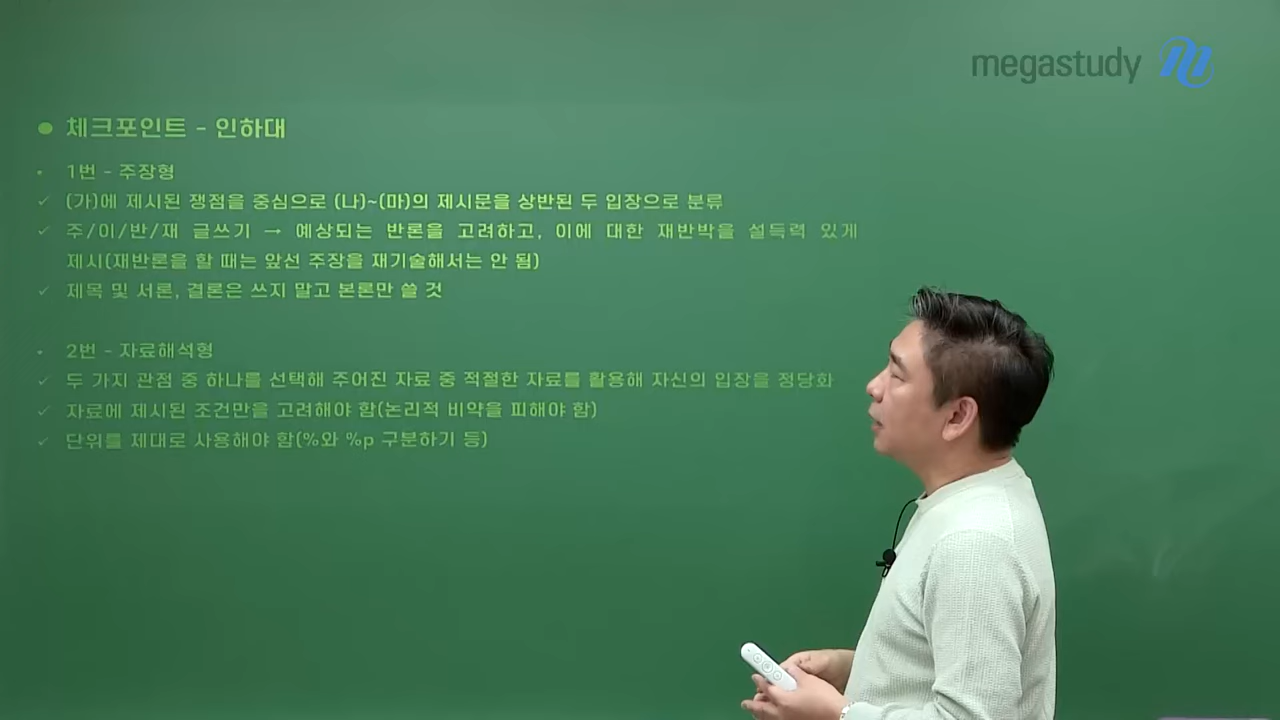 megastudy
● 체크포인트 - 인하대
• 1번 - 주장형
✓ (가)에 제시된 쟁점을 중심으로 (나)~(마)의 제시문을 상반된 두 입장으로 분류
✓ 주/이/반/재 글쓰기 → 예상되는 반론을 고려하고, 이에 대한 재반박을 설득력 있게
제시(재반론을 할 때는 앞선 주장을 재기술해서는 안 됨)
✓ 제목 및 서론, 결론은 쓰지 말고 본론만 쓸 것
• 2번 - 자료해석형
✓ 두 가지 관점 중 하나를 선택해 주어진 자료 중 적절한 자료를 활용해 자신의 입장을 정당화
✓ 자료에 제시된 조건만을 고려해야 함(논리적 비약을 피해야 함)
✓ 단위를 제대로 사용해야 함(%와 %p 구분하기 등)